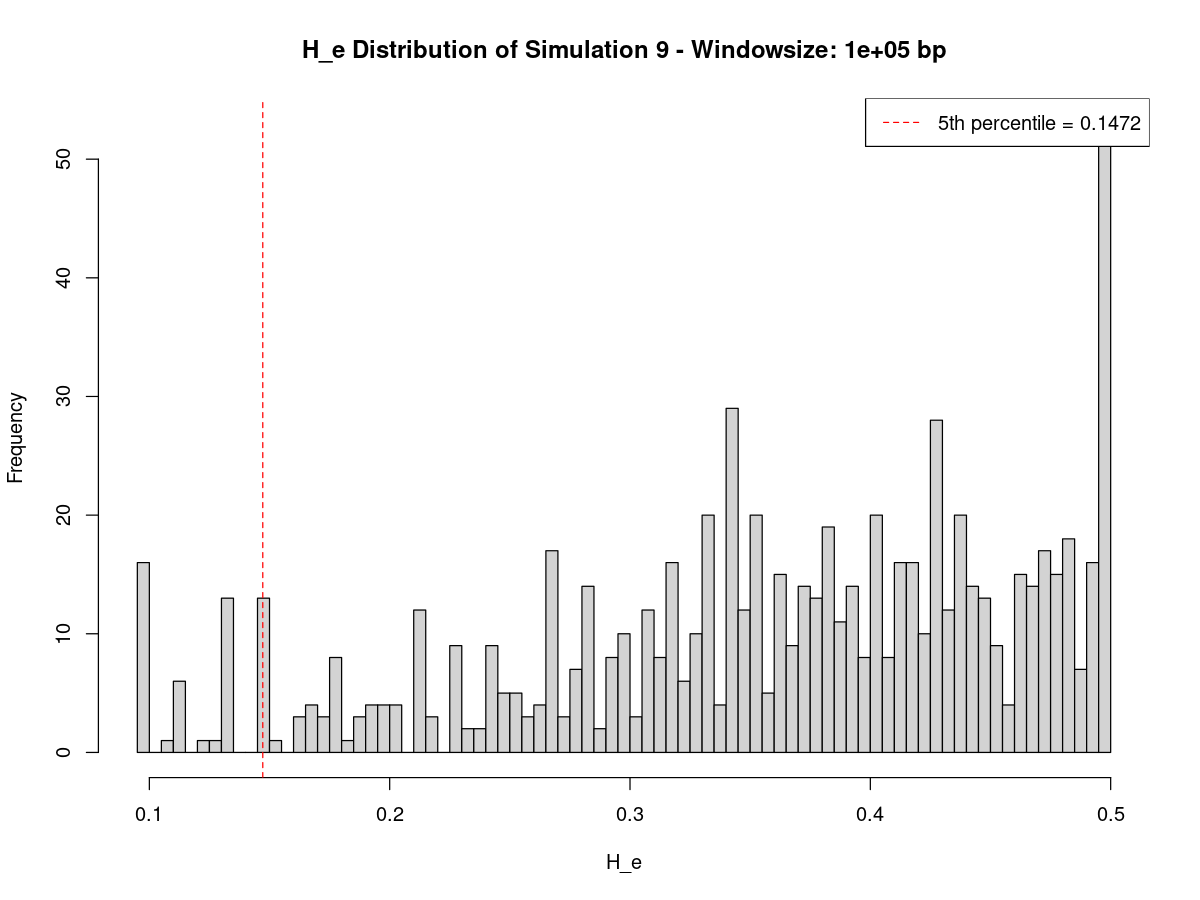 H_e Distribution of Simulation 9 - Windowsize: 1e+05 bp
5th percentile = 0.1472
50
40
30
20
10
0
Frequency
0.1 0.2 0.3 0.4 0.5
H_e